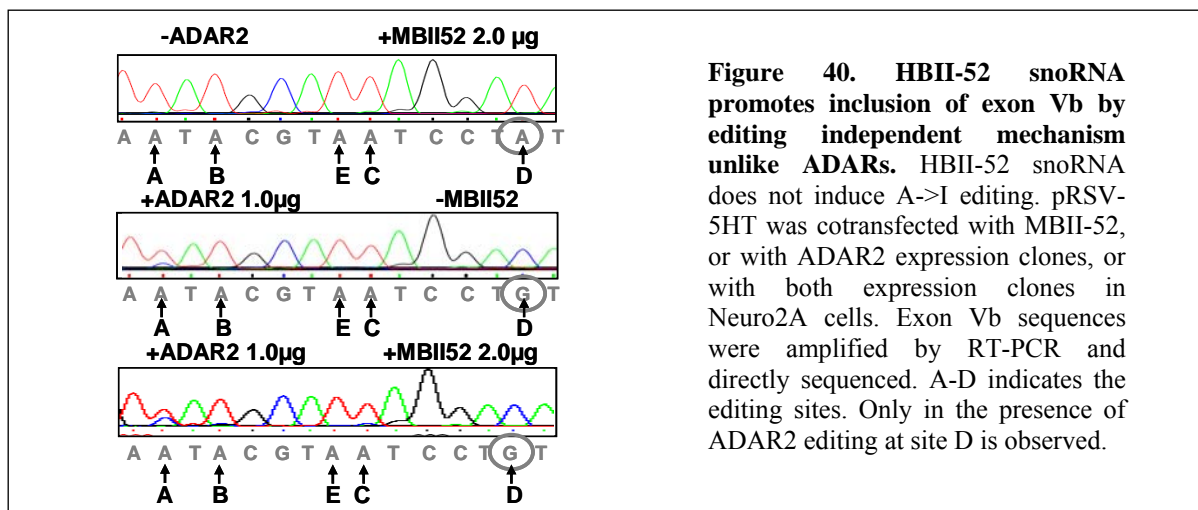 -ADAR2 +MBII52 2.0 µg
A A T A C G T A A T C C T A T
A B E C D
+ADAR2 1.0µg -MBII52
A A T A C G T A A T C C T G T
A B E C D
+ADAR2 1.0µg +MBII52 2.0µg
A A T A C G T A A T C C T G T
A B E C D
Figure 40. HBII-52 snoRNA
promotes inclusion of exon Vb by
editing independent mechanism
unlike ADARs. HBII-52 snoRNA
does not induce A->I editing. pRSV-
5HT was cotransfected with MBII-52,
or with ADAR2 expression clones, or
with both expression clones in
Neuro2A cells. Exon Vb sequences
were amplified by RT-PCR and
directly sequenced. A-D indicates the
editing sites. Only in the presence of
ADAR2 editing at site D is observed.